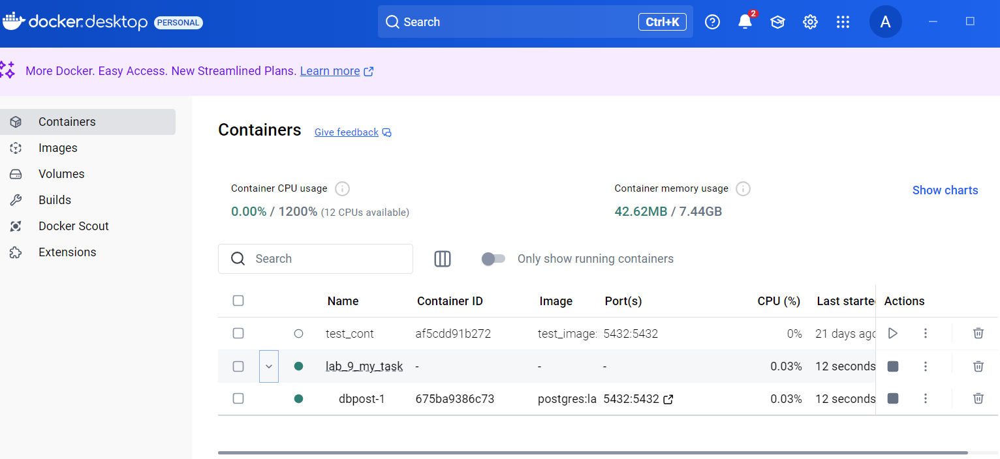 docker.desktop PERSONAL Search Ctrl+K 2 A
More Docker. Easy Access. New Streamlined Plans. Learn more
Containers
Images
Volumes
Builds
Docker Scout
Extensions
Containers Give feedback
Container CPU usage
0.00% / 1200% (12 CPUs available)
Container memory usage
42.62MB / 7.44GB
Show charts
Search Only show running containers
Name Container ID Image Port(s) CPU (%) Last starte Actions
test_cont af5cdd91b272 test_image: 5432:5432 0% 21 days ago
lab_9_my_task - - - 0.03% 12 seconds
dbpost-1 675ba9386c73 postgres:la 5432:5432 0.03% 12 seconds